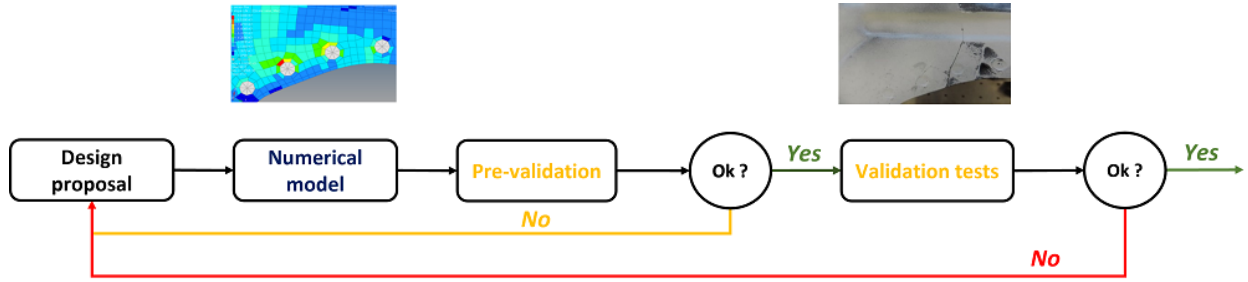 Design
proposal
Numerical
model
Pre-validation
Ok ?
Yes
Validation tests
Ok ?
Yes
No
No